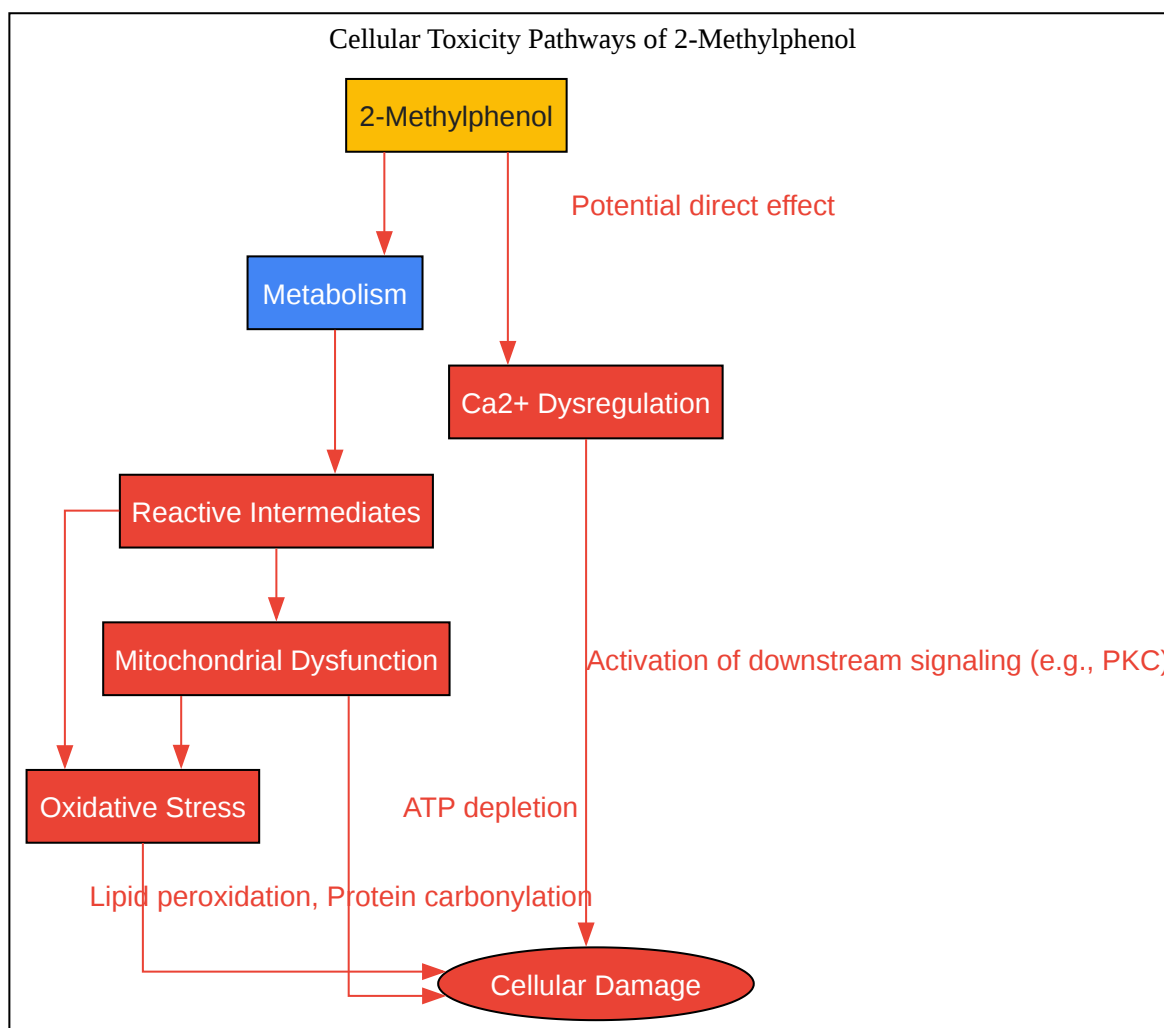 Cellular Toxicity Pathways of 2-Methylphenol
2-Methylphenol
Potential direct effect
Metabolism
Ca2+ Dysregulation
Reactive Intermediates
Mitochondrial Dysfunction
Activation of downstream signaling (e.g., PKC)
Oxidative Stress
ATP depletion
Lipid peroxidation, Protein carbonylation
Cellular Damage